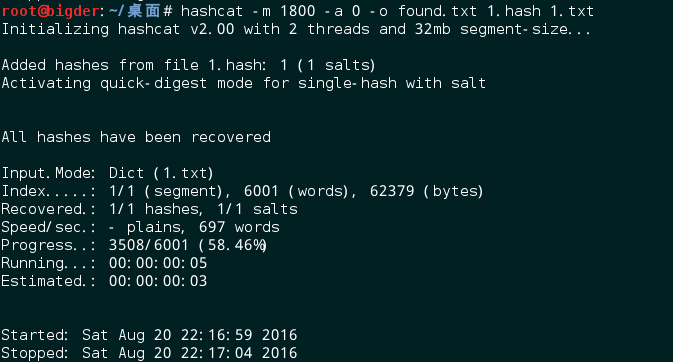 root@bigder:~/桌面# hashcat -m 1800 -a 0 -o found.txt 1.hash 1.txt
Initializing hashcat v2.00 with 2 threads and 32mb segment-size...
Added hashes from file 1.hash: 1 (1 salts)
Activating quick-digest mode for single-hash with salt
All hashes have been recovered
Input.Mode: Dict (1.txt)
Index.....: 1/1 (segment), 6001 (words), 62379 (bytes)
Recovered.: 1/1 hashes, 1/1 salts
Speed/sec.: - plains, 697 words
Progress..: 3508/6001 (58.46%)
Running...: 00:00:00:05
Estimated.: 00:00:00:03
Started: Sat Aug 20 22:16:59 2016
Stopped: Sat Aug 20 22:17:04 2016